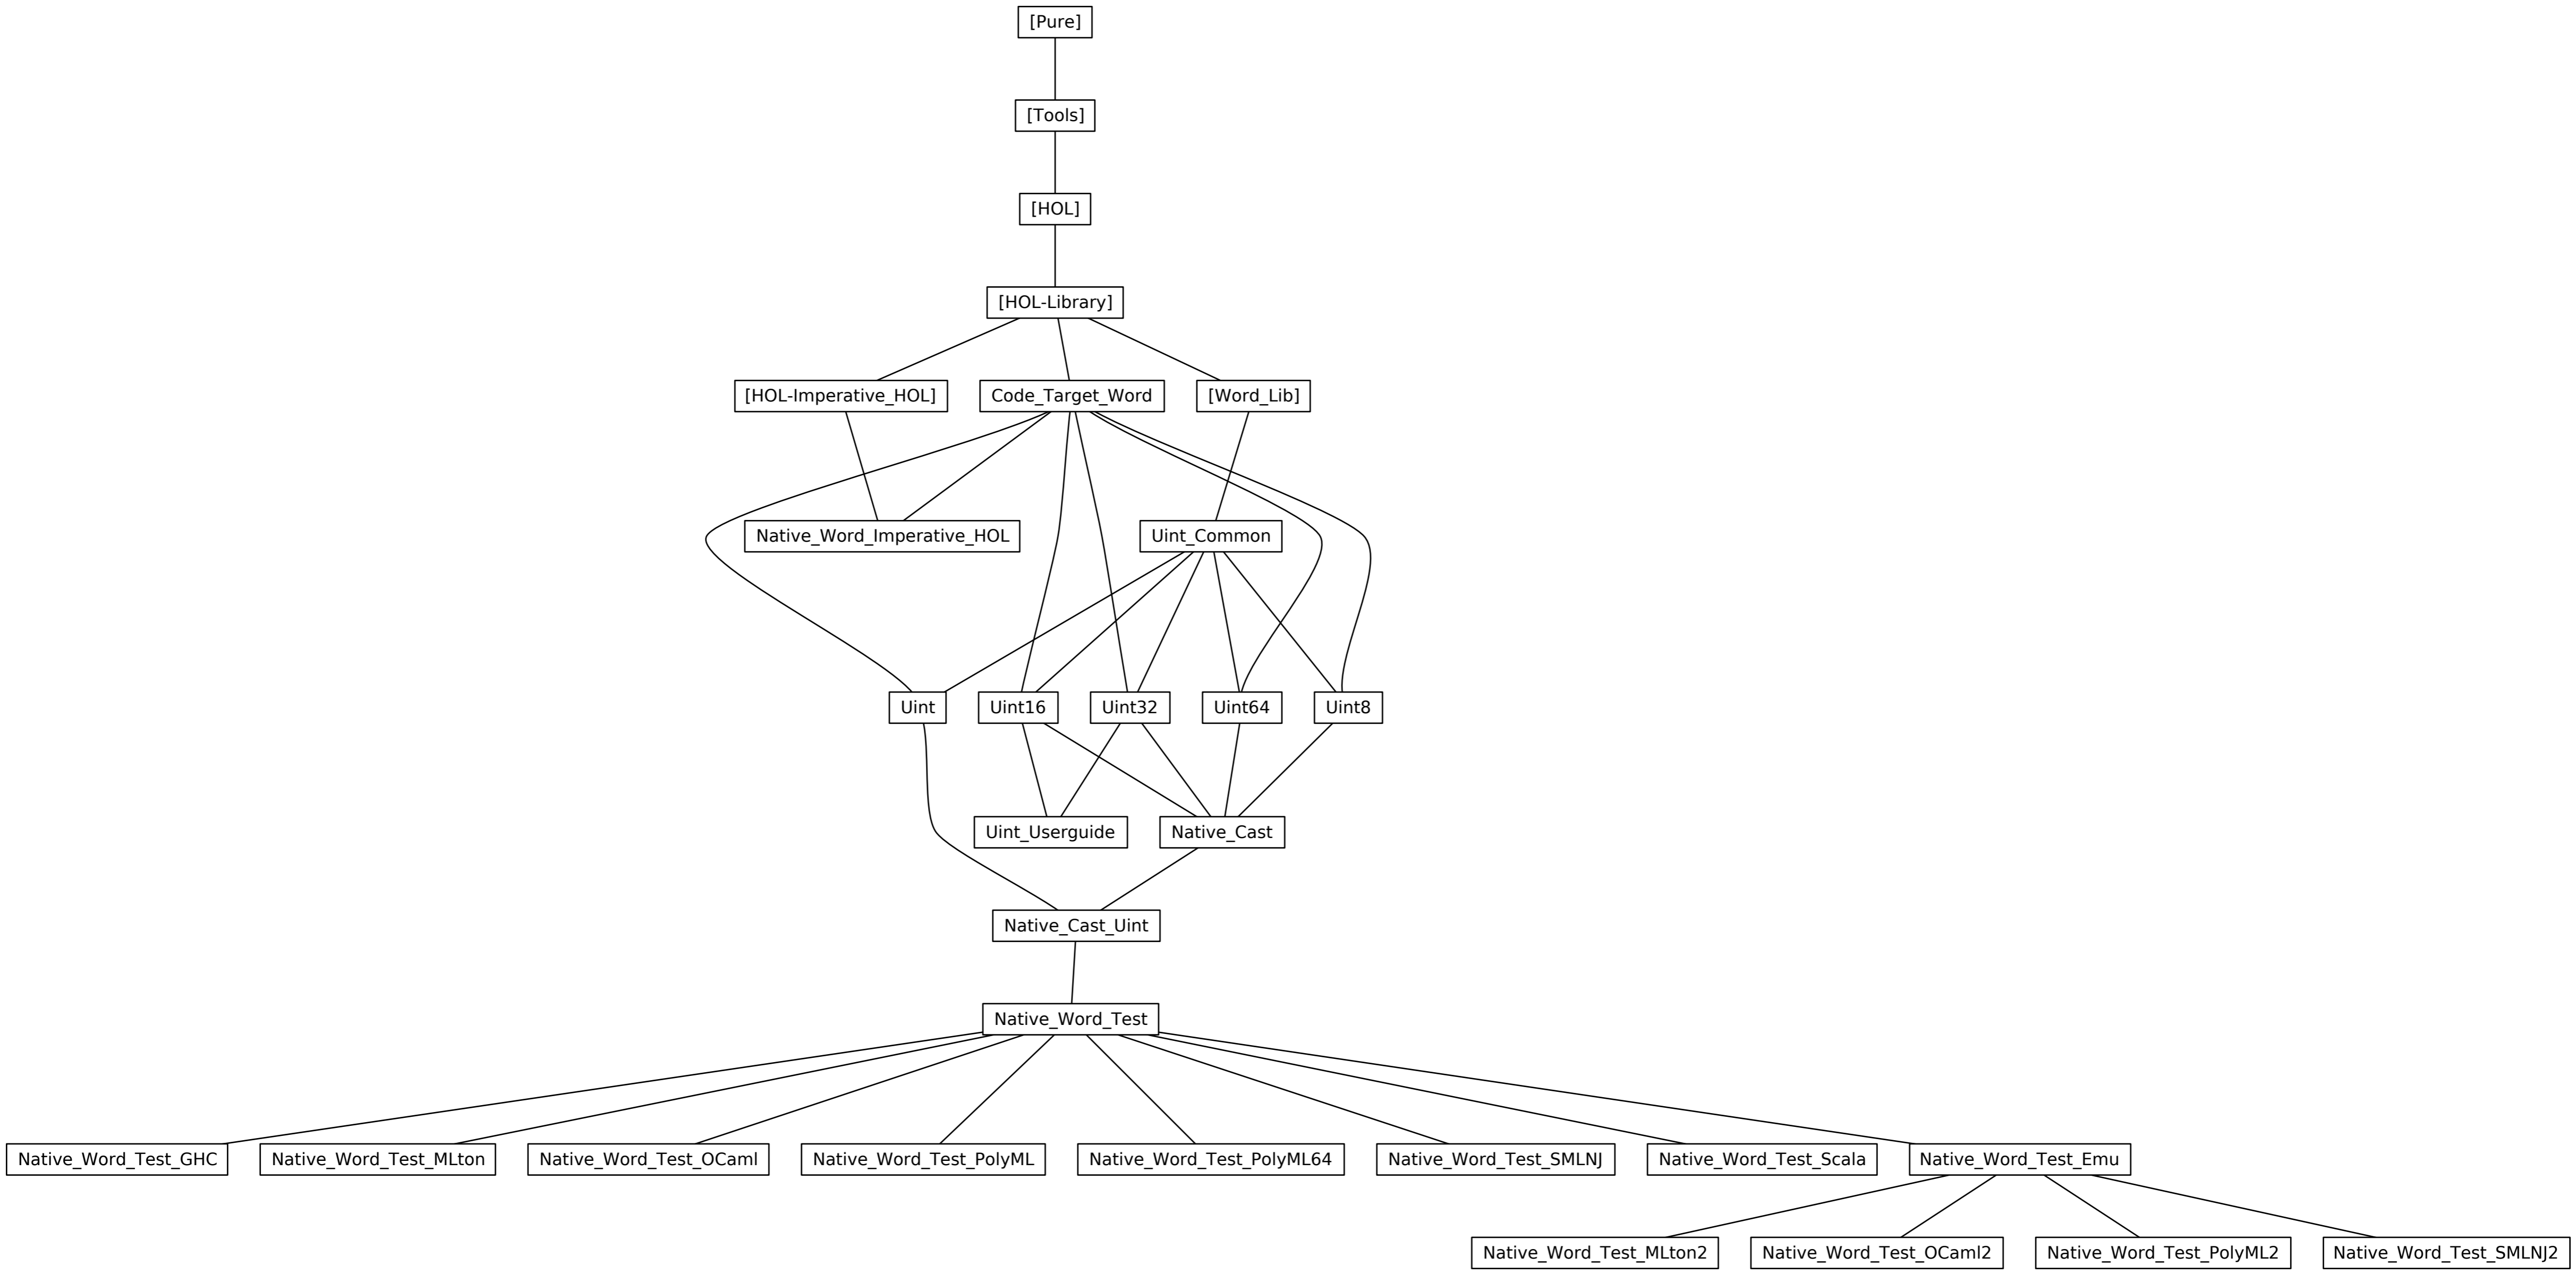 [Pure]
[Tools]
[HOL]
[HOL-Library]
[HOL-Imperative_HOL]
Code_Target_Word
[Word_Lib]
Native_Word_Imperative_HOL
Uint_Common
Uint
Uint16
Uint32
Uint64
Uint8
Uint_Userguide
Native_Cast
Native_Cast_Uint
Native_Word_Test
Native_Word_Test_GHC
Native_Word_Test_MLton
Native_Word_Test_OCaml
Native_Word_Test_PolyML
Native_Word_Test_PolyML64
Native_Word_Test_SMLNJ
Native_Word_Test_Scala
Native_Word_Test_Emu
Native_Word_Test_MLton2
Native_Word_Test_OCaml2
Native_Word_Test_PolyML2
Native_Word_Test_SMLNJ2